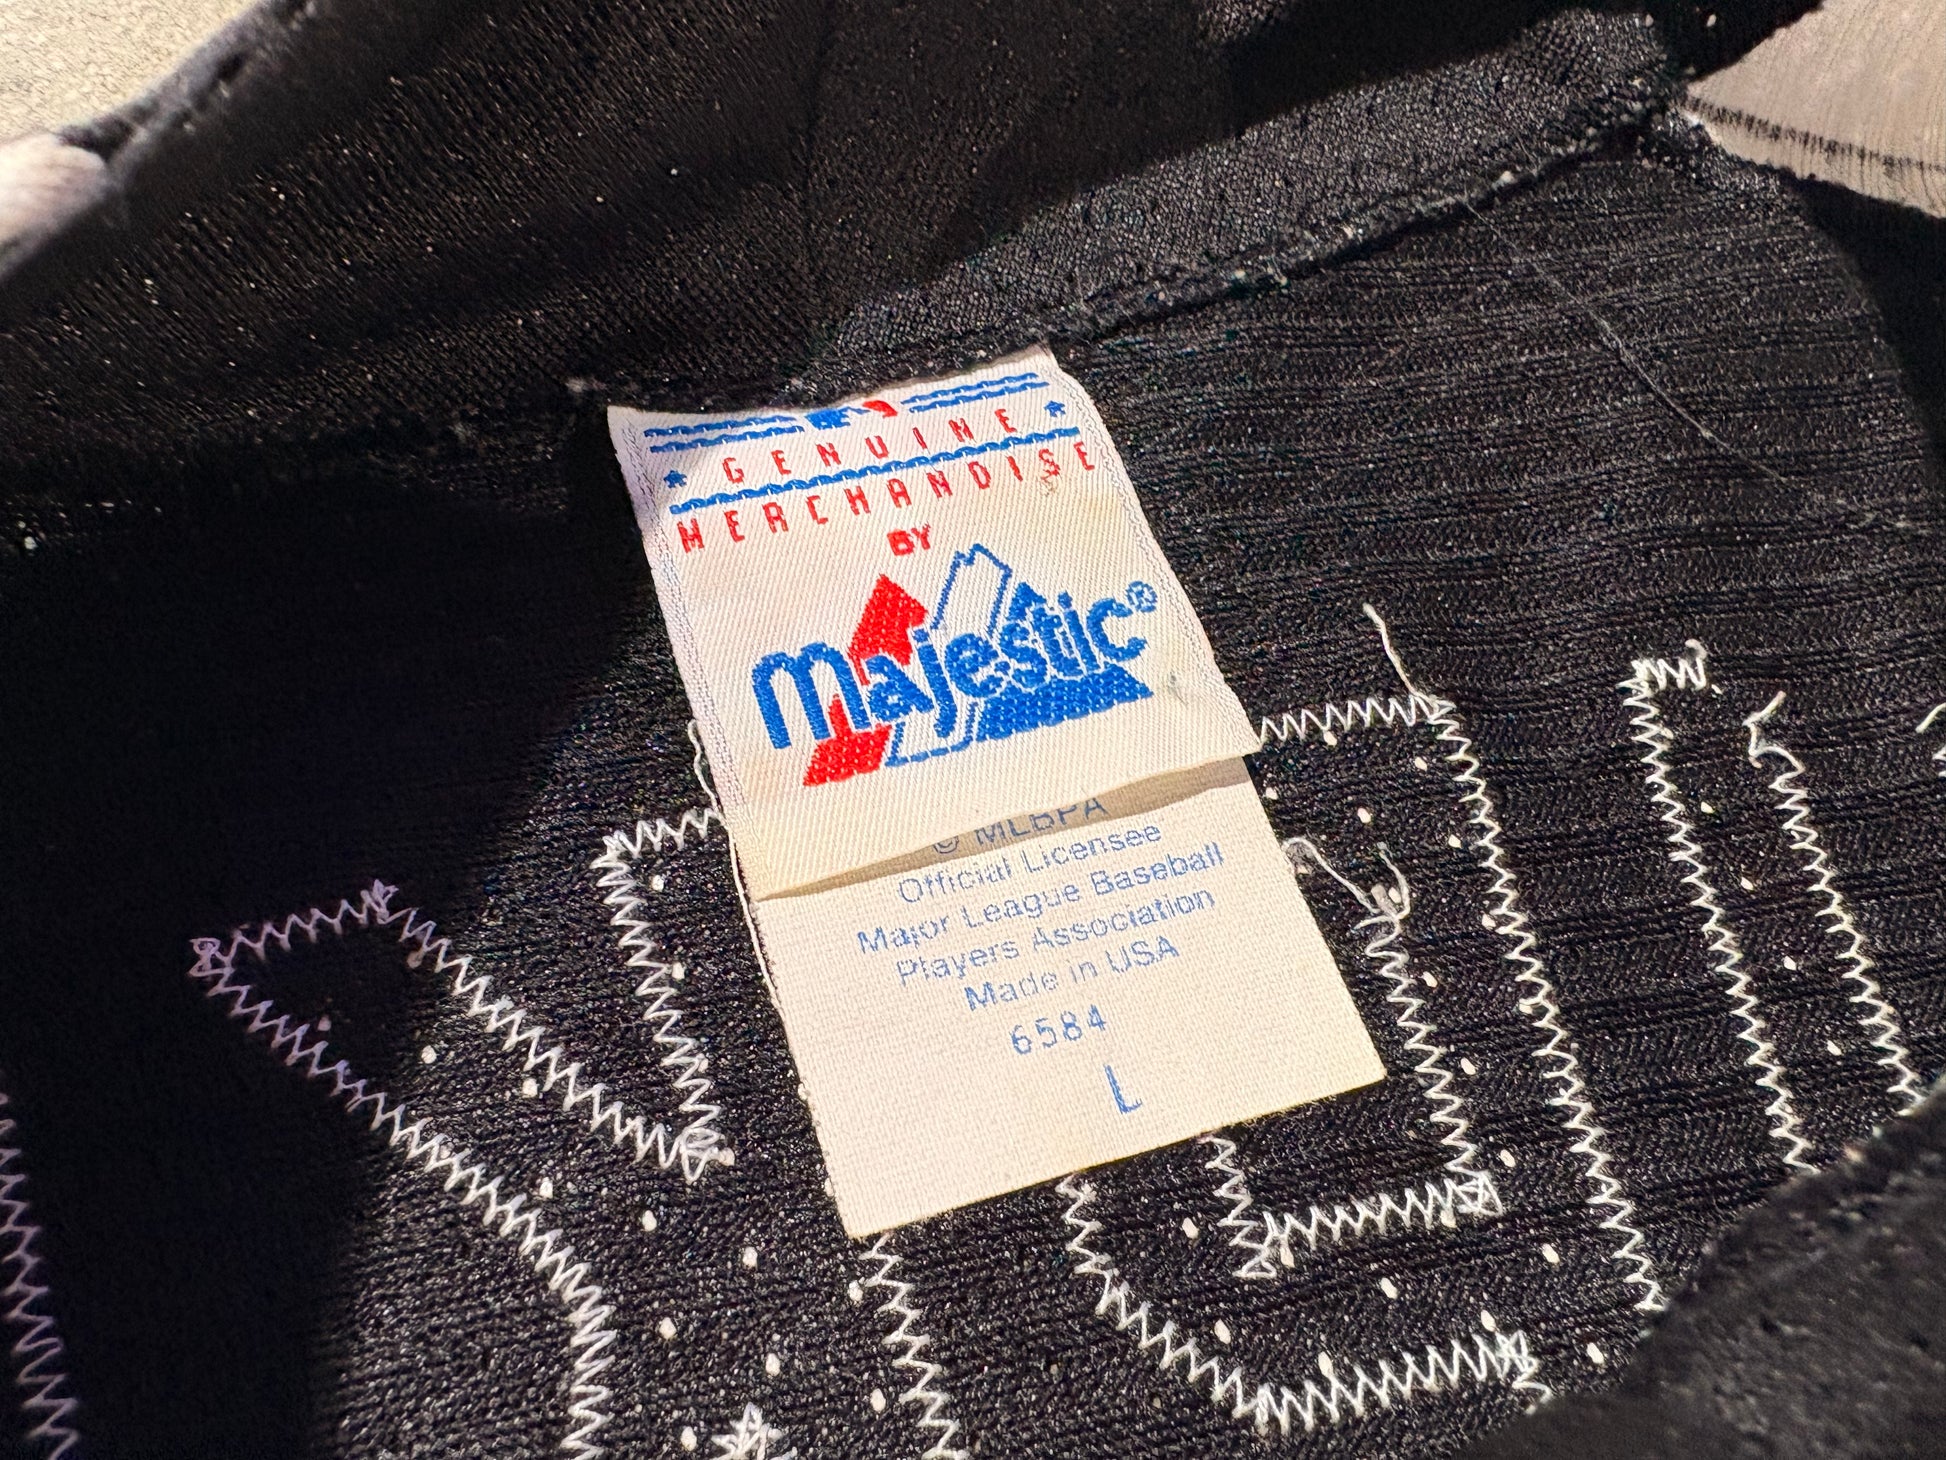 GENUINE
MERCHANDISE
BY
Majestic®
© MLBPA
Official Licensee
Major League Baseball
Players Association
Made in USA
6584
L